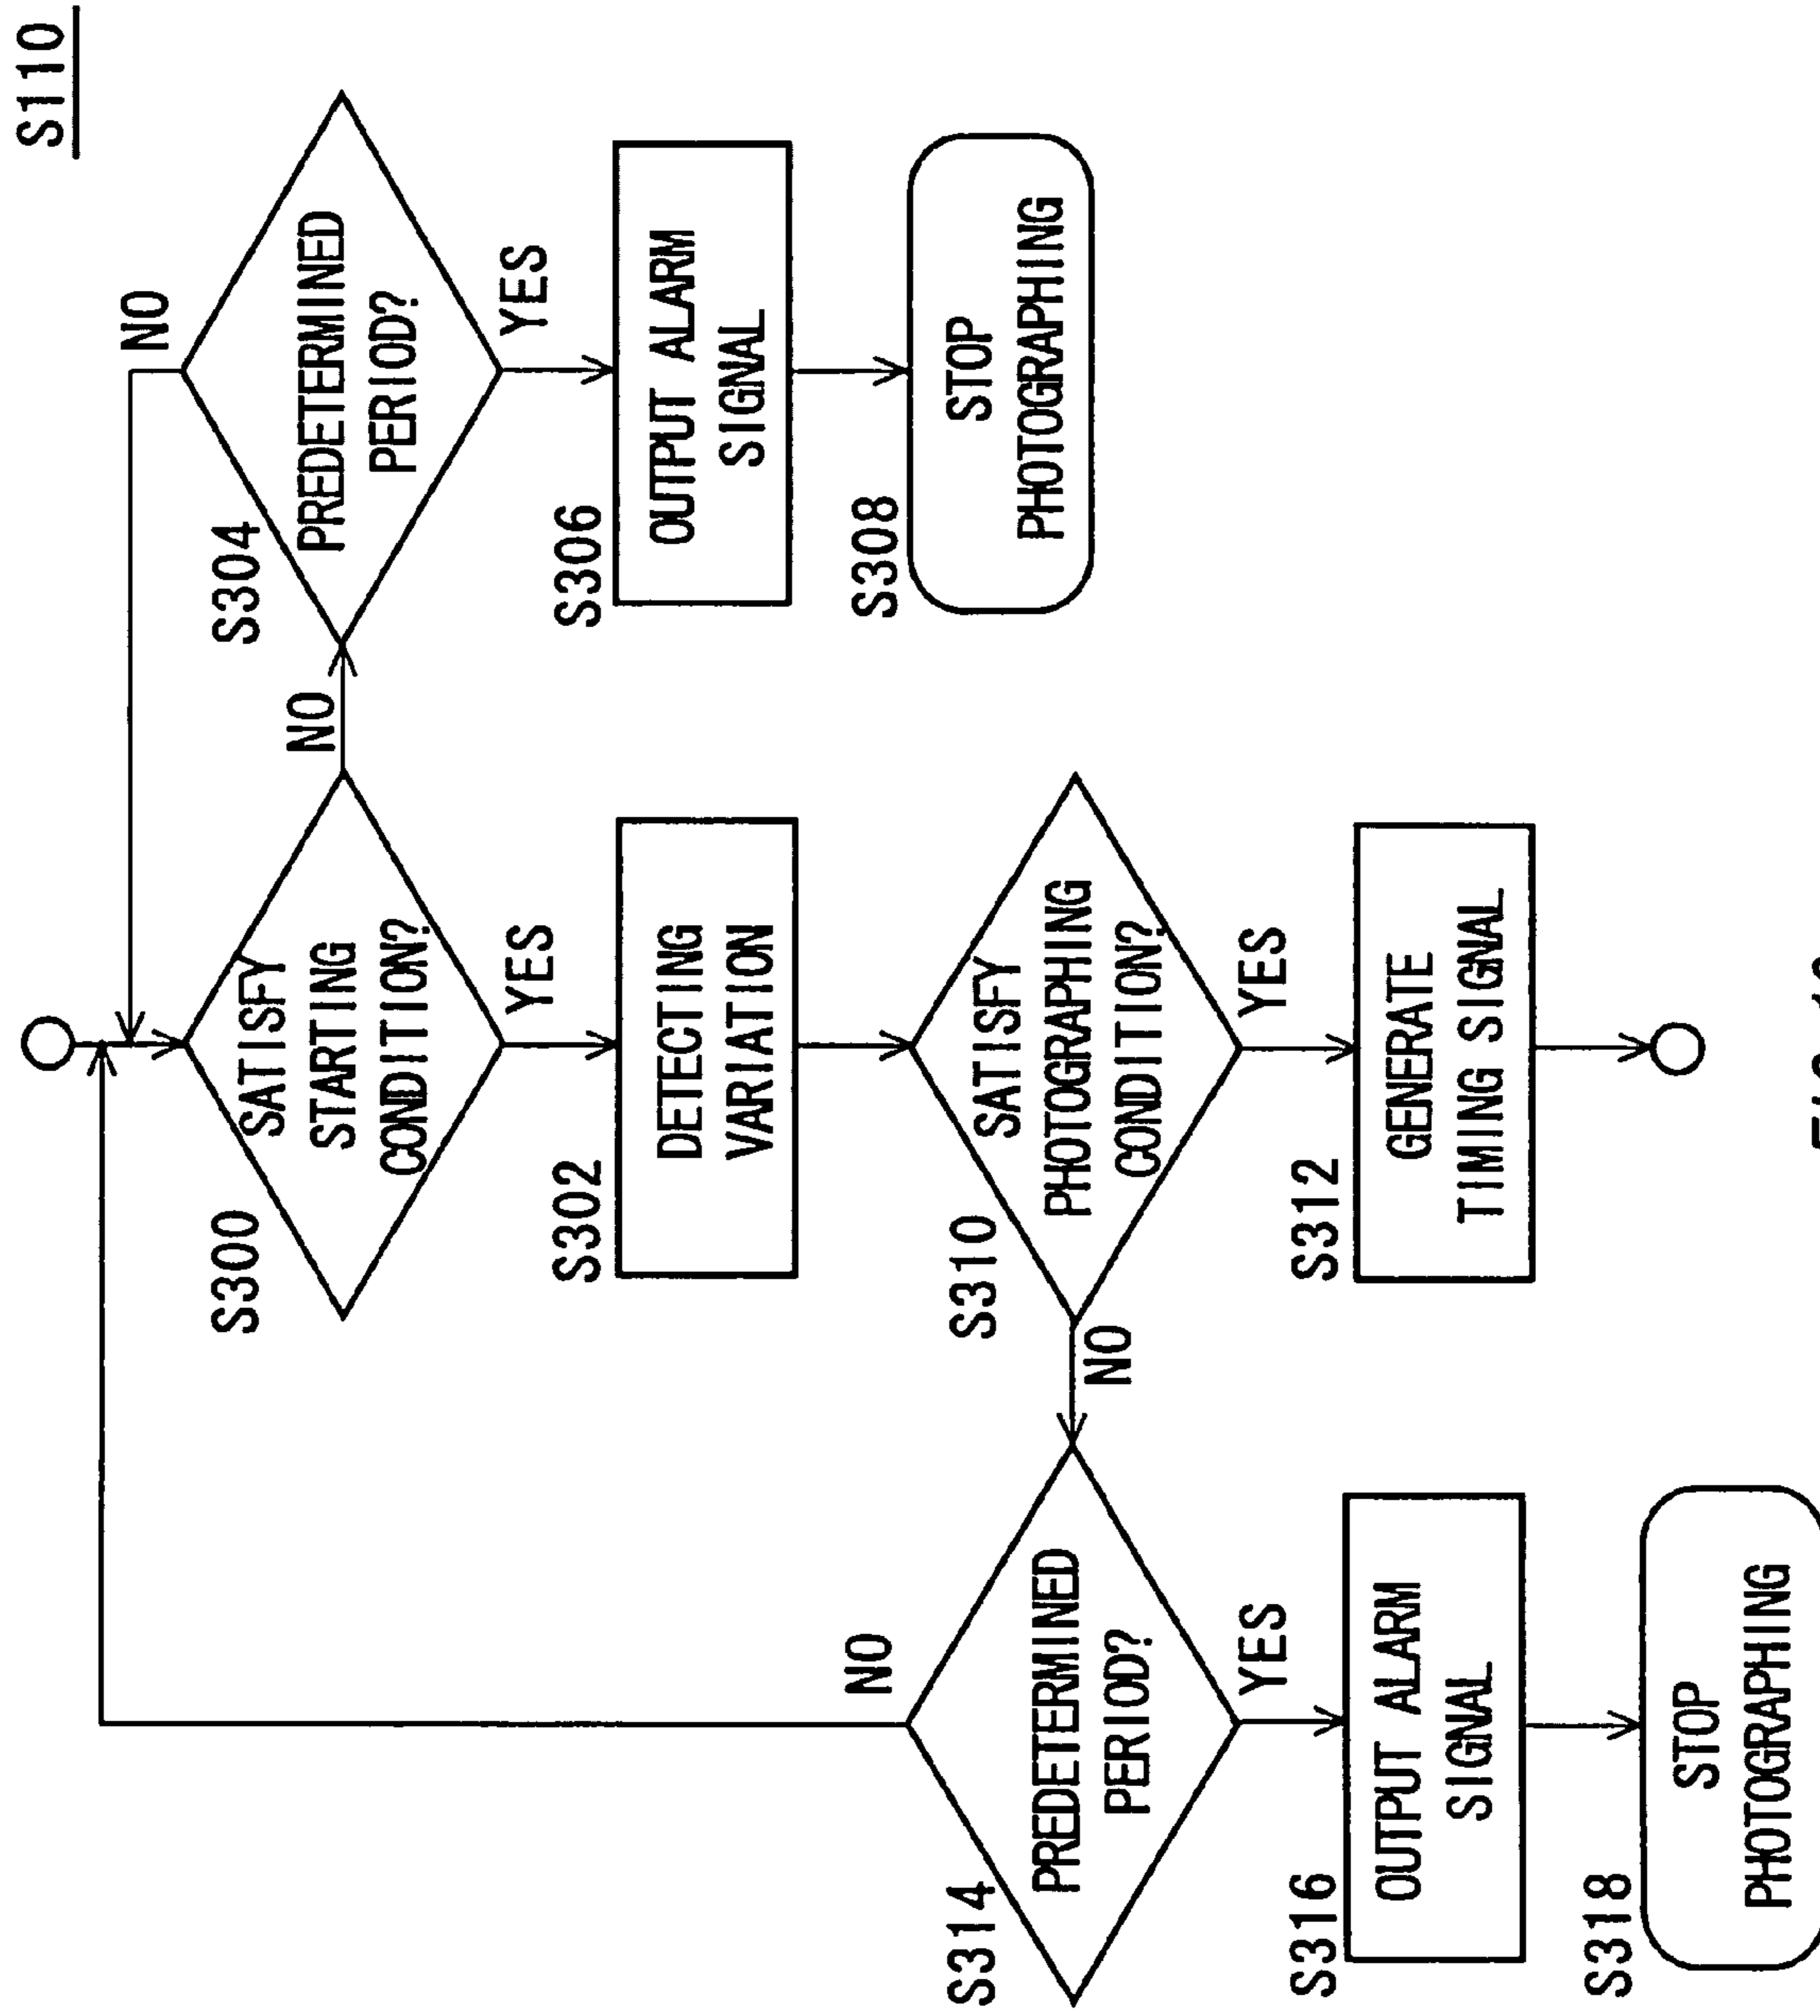 S110
S300
SATISFY
STARTING
CONDITION?
NO
YES
S304
PREDETERMINED
PERIOD?
NO
YES
S302
DETECTING
VARIATION
S306
OUTPUT ALARM
SIGNAL
S308
STOP
PHOTOGRAPHING
S310
SATISFY
PHOTOGRAPHING
CONDITION?
NO
YES
S314
PREDETERMINED
PERIOD?
NO
YES
S312
GENERATE
TIMING SIGNAL
S316
OUTPUT ALARM
SIGNAL
S318
STOP
PHOTOGRAPHING